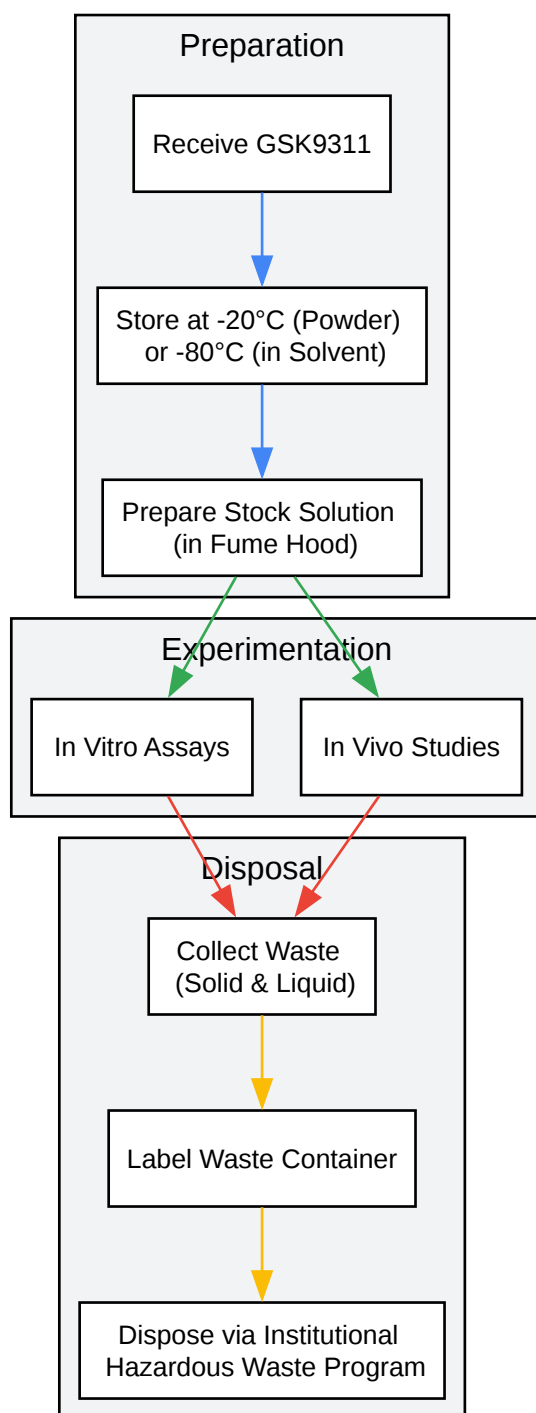 Preparation
Receive GSK9311
Store at -20°C (Powder)
or -80°C (in Solvent)
Prepare Stock Solution
(in Fume Hood)
Experimentation
In Vitro Assays
In Vivo Studies
Disposal
Collect Waste
(Solid & Liquid)
Label Waste Container
Dispose via Institutional
Hazardous Waste Program